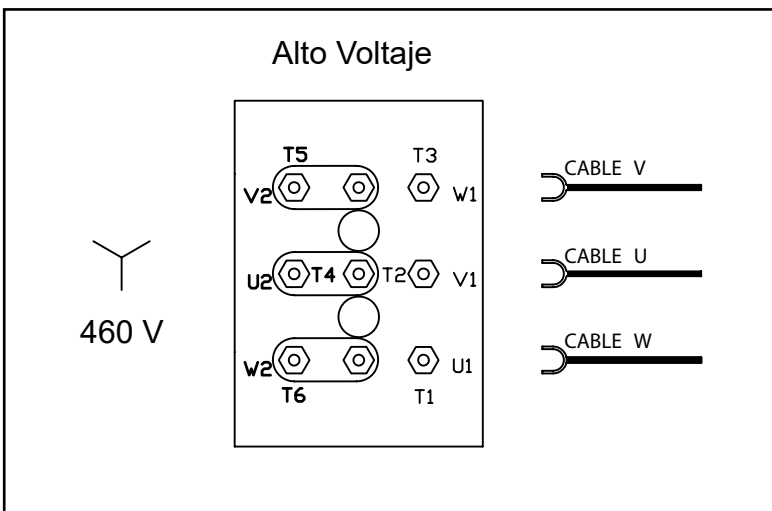 Alto Voltaje
T5 T3
V2 W1
CABLE V
U2 T4 T2 V1
CABLE U
460 V
W2 U1
CABLE W
T6 T1